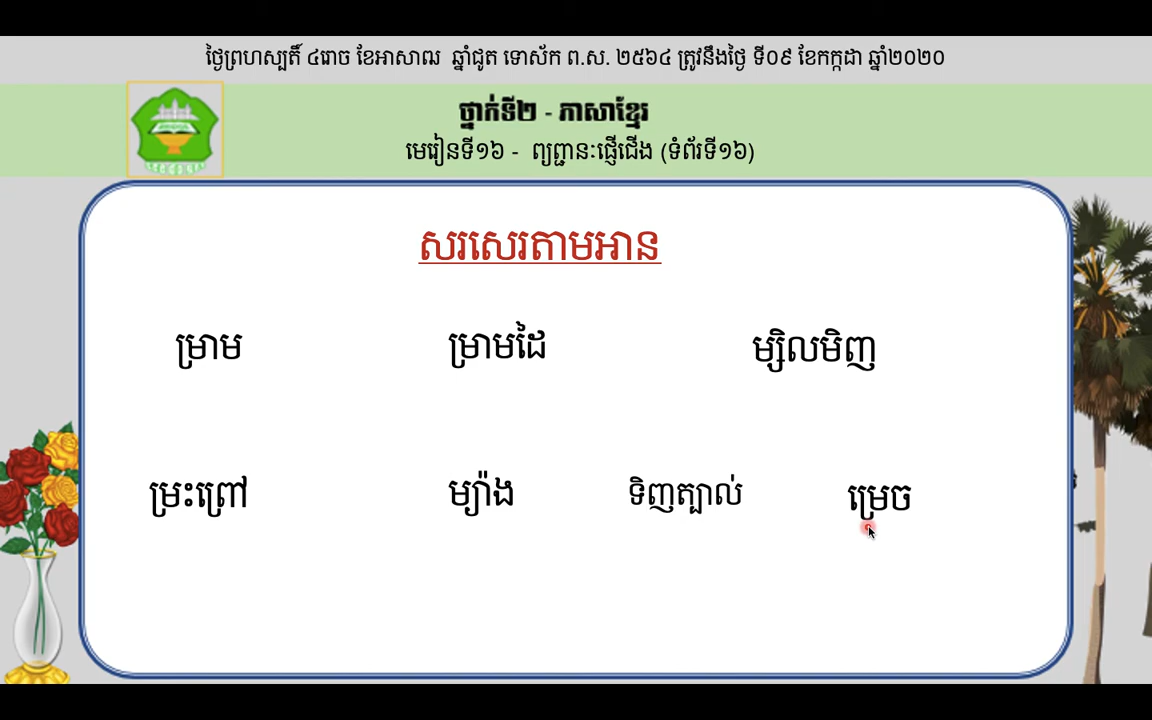 ថ្ងៃព្រហស្បតិ៍ ៤រោច ខែអាសាឍ ឆ្នាំជូត ទោស័ក ព.ស. ២៥៦៤ ត្រូវនឹងថ្ងៃ ទី០៩ ខែកក្កដា ឆ្នាំ២០២០
ថ្នាក់ទី២ - ភាសាខ្មែរ
មេរៀនទី១៦ - ព្យញ្ជនៈផ្ញើជើង (ទំព័រទី១៦)
សរសេរតាមអាន
ម្រាម ម្រាមដៃ ម្សិលមិញ
ម្រះព្រៅ ម្យ៉ាង ទិញត្បាល់ ម្រេច